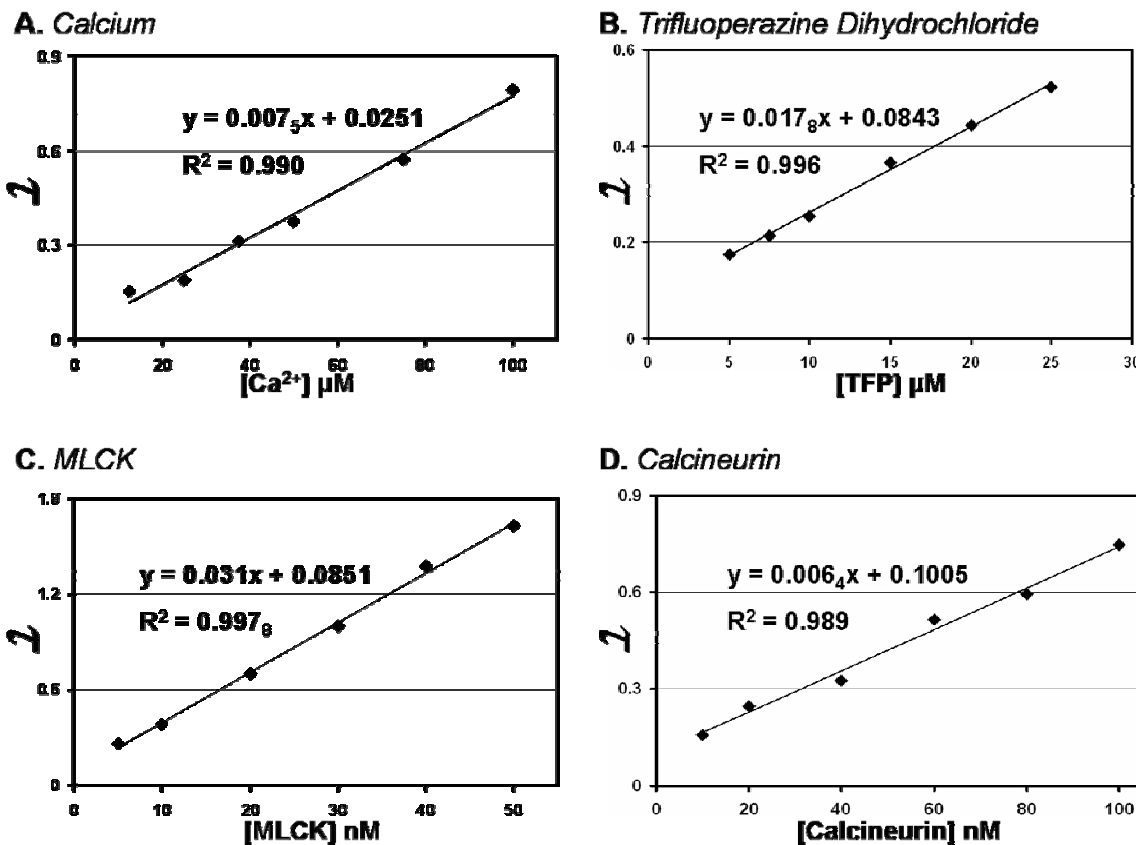 A. Calcium
0.9
y = 0.007₅x + 0.0251
0.6
R² = 0.990
0.3
0
0 20 40 60 80 100
[Ca²⁺] µM
B. Trifluoperazine Dihydrochloride
0.6
y = 0.017₈x + 0.0843
0.4
R² = 0.996
0.2
0
0 5 10 15 20 25 30
[TFP] µM
C. MLCK
1.8
y = 0.031x + 0.0851
1.2
R² = 0.997₈
0.6
0
0 10 20 30 40 50
[MLCK] nM
D. Calcineurin
0.9
y = 0.006₄x + 0.1005
0.6
R² = 0.989
0.3
0
0 20 40 60 80 100
[Calcineurin] nM